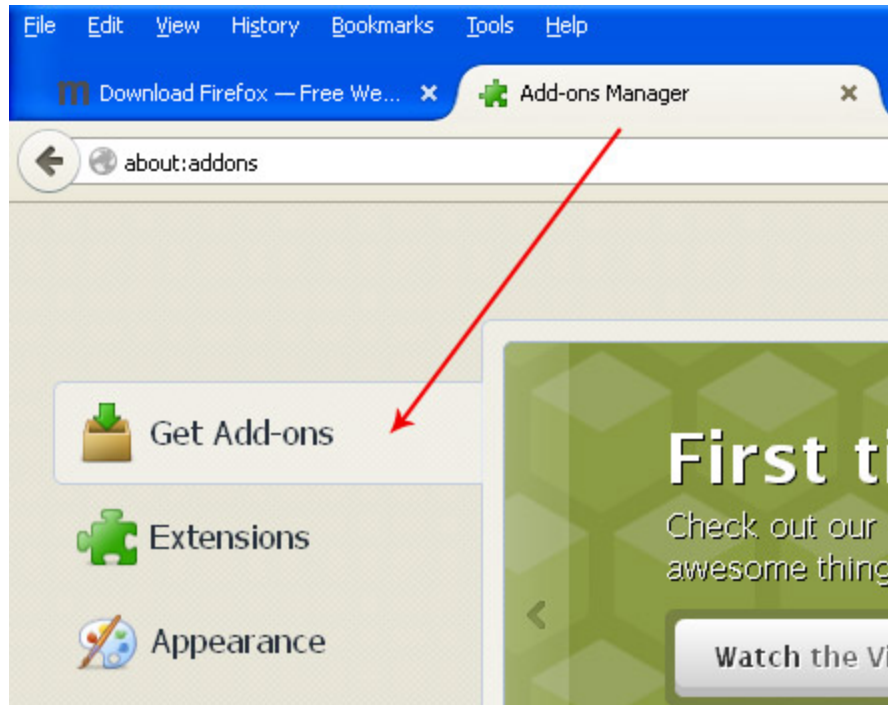 File Edit View History Bookmarks Tools Help
m Download Firefox — Free We... Add-ons Manager
about:addons
Get Add-ons
First ti
Extensions
Check out our
awesome thing
Appearance
Watch the Vi